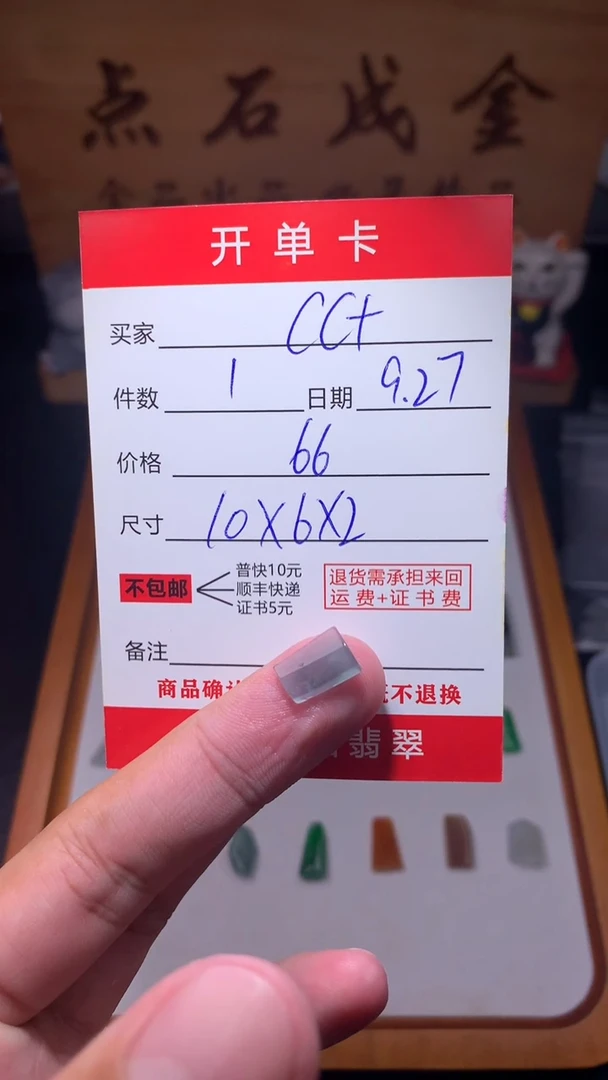 点石成金
开单卡
买家 CC+
件数 1 日期 9.27
价格 66
尺寸 10X6X2
不包邮
普快10元
顺丰快递
证书5元
退货需承担来回
运费+证书费
备注
商品确 不退换
翡翠